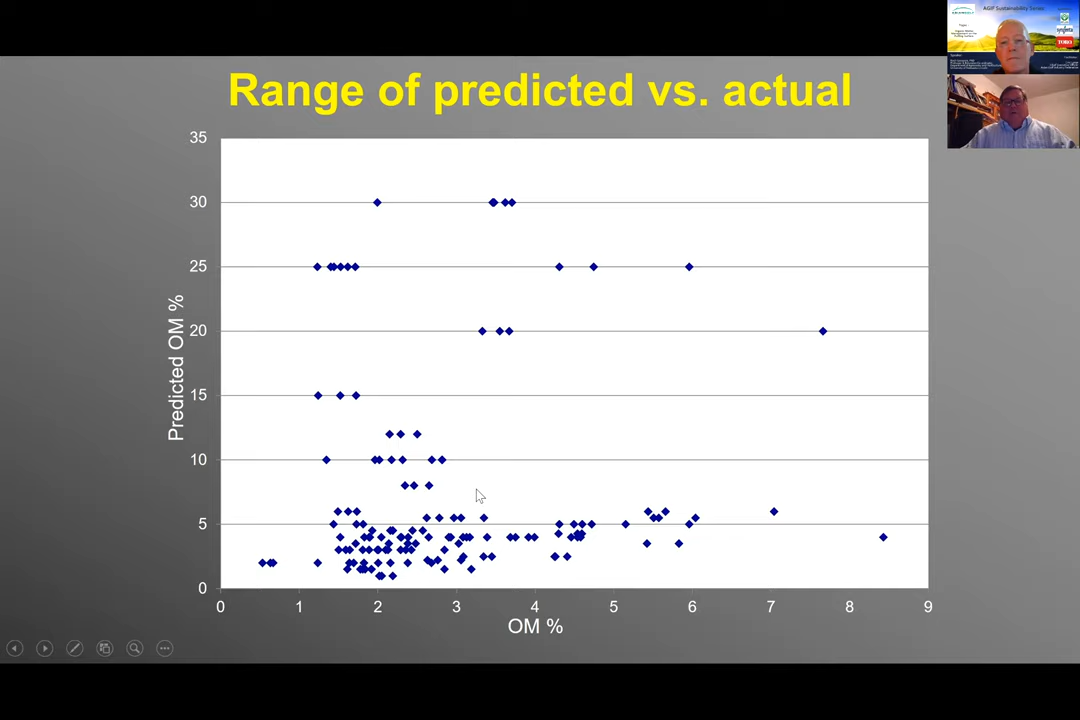 Range of predicted vs. actual
35
30
25
20
15
10
5
0
Predicted OM %
0 1 2 3 4 5 6 7 8 9
OM %
AGIF Sustainability Series
syngenta
TORO